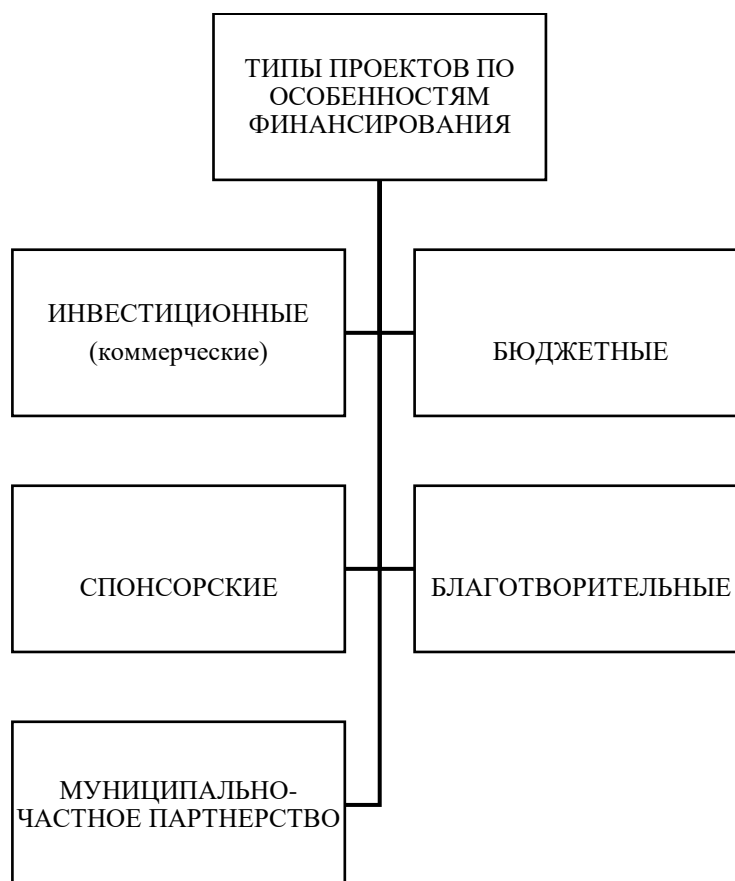 ТИПЫ ПРОЕКТОВ ПО
ОСОБЕННОСТЯМ
ФИНАНСИРОВАНИЯ
ИНВЕСТИЦИОННЫЕ
(коммерческие)
БЮДЖЕТНЫЕ
СПОНСОРСКИЕ
БЛАГОТВОРИТЕЛЬНЫЕ
МУНИЦИПАЛЬНО-
ЧАСТНОЕ ПАРТНЕРСТВО